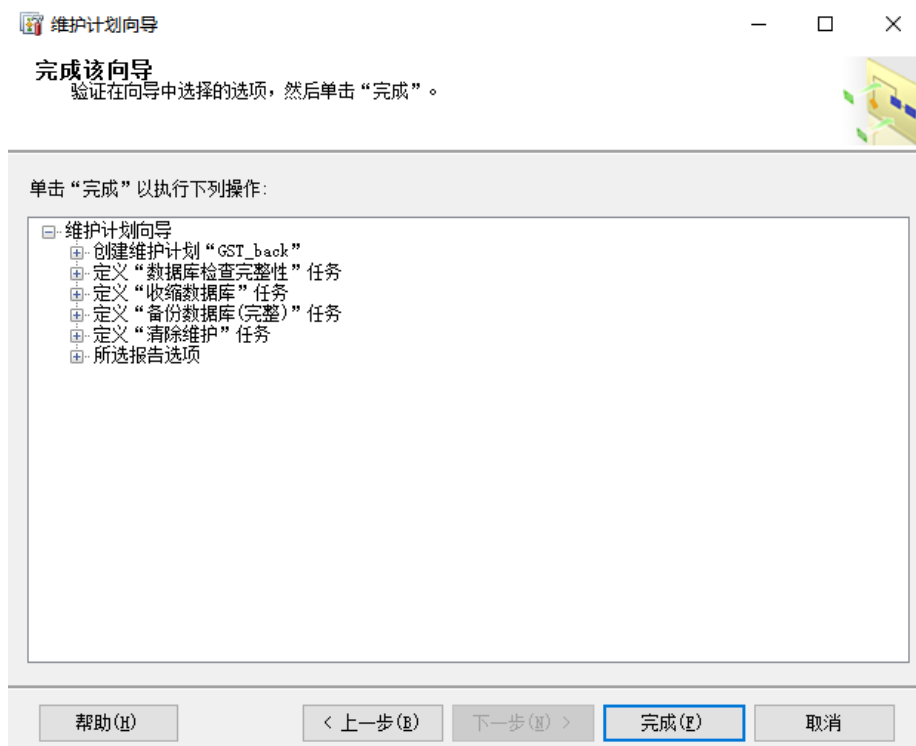 维护计划向导
完成该向导
验证在向导中选择的选项，然后单击“完成”。
单击“完成”以执行下列操作:
维护计划向导
创建维护计划“GST_back”
定义“数据库检查完整性”任务
定义“收缩数据库”任务
定义“备份数据库(完整)”任务
定义“清除维护”任务
所选报告选项
帮助(H)
< 上一步(B)
下一步(N) >
完成(F)
取消